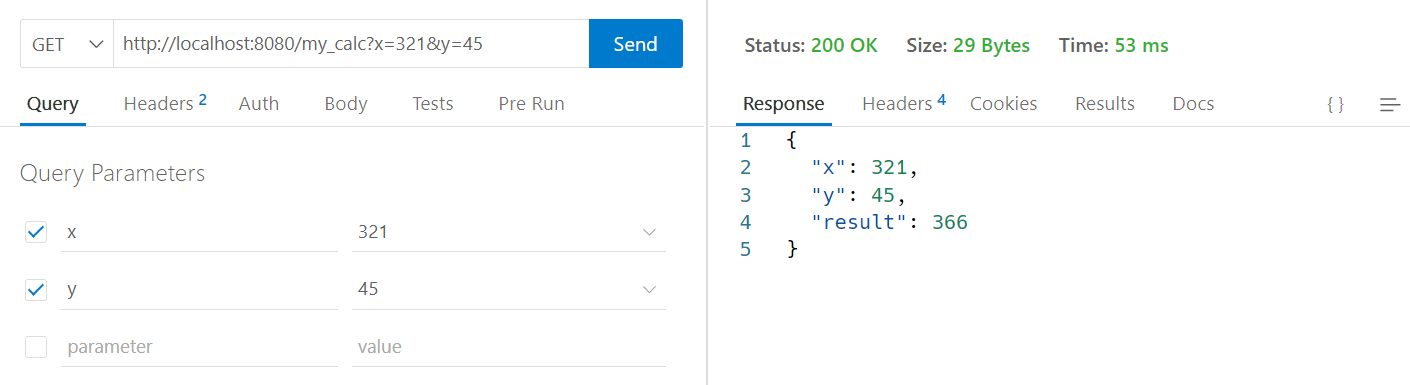 GET
http://localhost:8080/my_calc?x=321&y=45
Send
Query Headers 2 Auth Body Tests Pre Run
Query Parameters
x 321
y 45
parameter value
Status: 200 OK Size: 29 Bytes Time: 53 ms
Response Headers 4 Cookies Results Docs { }
1 {
2 "x": 321,
3 "y": 45,
4 "result": 366
5 }